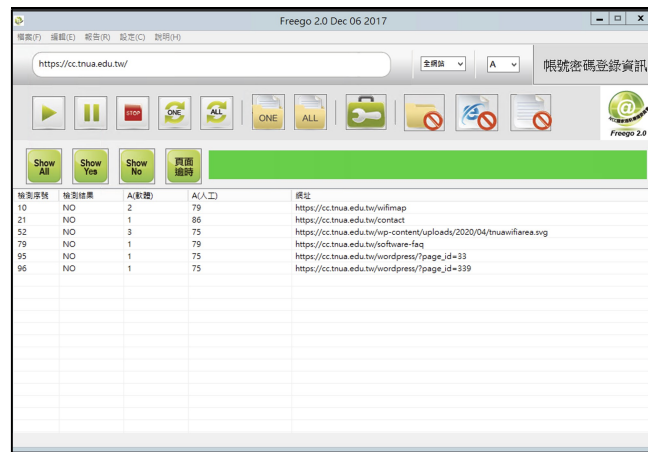 Freego 2.0 Dec 06 2017
檔案(F) 編輯(E) 報告(R) 設定(C) 說明(H)
https://cc.tnua.edu.tw/ 全網站 A 帳號密碼登錄資訊
STOP ONE ALL ONE ALL
Freego 2.0
Show All Show Yes Show No 頁面逾時
檢測序號 檢測結果 A(軟體) A(人工) 網址
10 NO 2 79 https://cc.tnua.edu.tw/wifimap
21 NO 1 86 https://cc.tnua.edu.tw/contact
52 NO 3 75 https://cc.tnua.edu.tw/wp-content/uploads/2020/04/tnuawifiarea.svg
79 NO 1 79 https://cc.tnua.edu.tw/software-faq
95 NO 1 75 https://cc.tnua.edu.tw/wordpress/?page_id=33
96 NO 1 75 https://cc.tnua.edu.tw/wordpress/?page_id=339